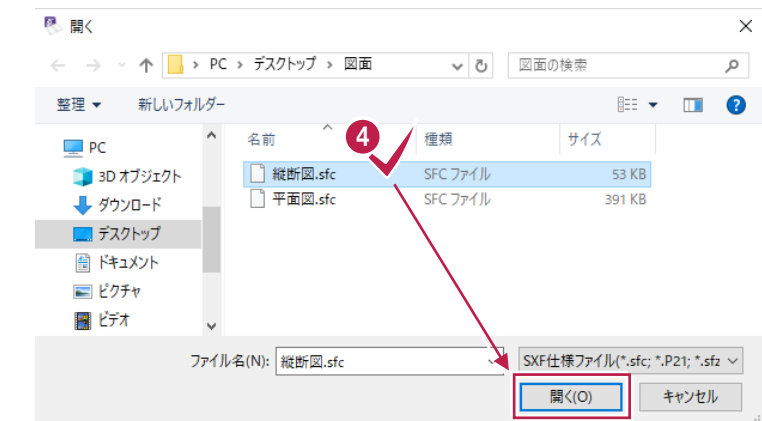 開く
PC › デスクトップ › 図面
図面の検索
整理 ▼ 新しいフォルダー
名前 種類 サイズ
4
PC
3D オブジェクト
ダウンロード
デスクトップ
ドキュメント
ピクチャ
ビデオ
縦断図.sfc SFC ファイル 53 KB
平面図.sfc SFC ファイル 391 KB
ファイル名(N): 縦断図.sfc
SXF仕様ファイル(*.sfc; *.P21; *.sfz
開く(O) キャンセル